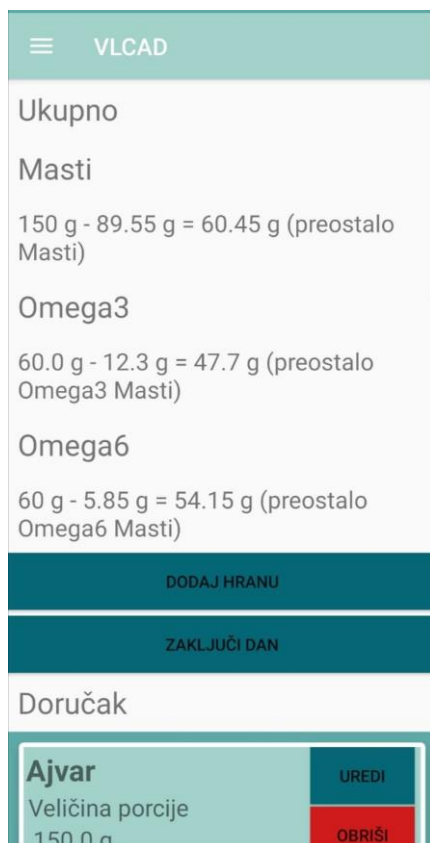 VLCAD
Ukupno
Masti
150 g - 89.55 g = 60.45 g (preostalo
Masti)
Omega3
60.0 g - 12.3 g = 47.7 g (preostalo
Omega3 Masti)
Omega6
60 g - 5.85 g = 54.15 g (preostalo
Omega6 Masti)
DODAJ HRANU
ZAKLJUČI DAN
Doručak
Ajvar
UREDI
Veličina porcije
150.0 g
OBRIŠI